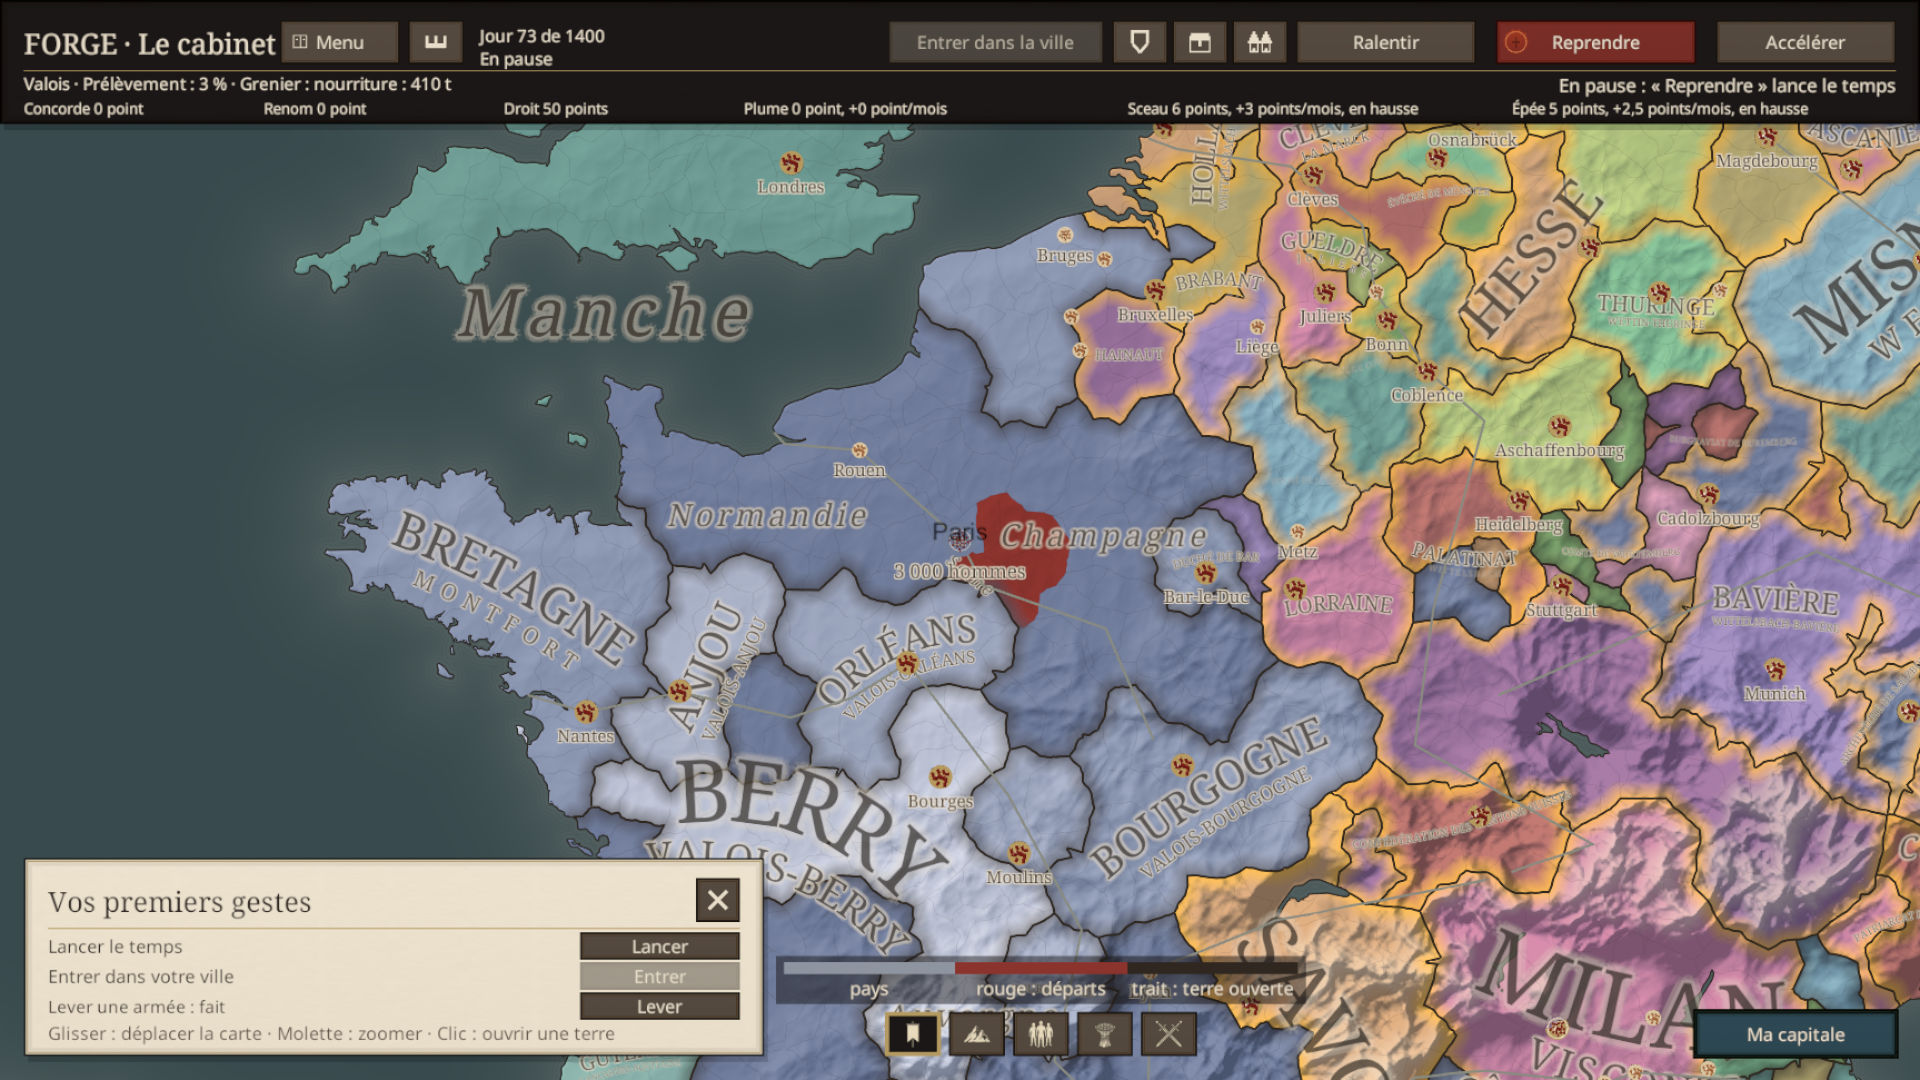 FORGE · Le cabinet
Menu
Jour 73 de 1400
En pause
Entrer dans la ville
Ralentir
Reprendre
Accélérer
Valois · Prélèvement : 3 % · Grenier : nourriture : 410 t
En pause : « Reprendre » lance le temps
Concorde 0 point
Renom 0 point
Droit 50 points
Plume 0 point, +0 point/mois
Sceau 6 points, +3 points/mois, en hausse
Épée 5 points, +2,5 points/mois, en hausse
Londres
Manche
Bruges
Osnabrück
Magdebourg
Clèves
LA MARCK
GUELDRE
HESSE
BRABANT
Bruxelles
Juliers
THURINGE
HAINAUT
Liège
Bonn
Coblence
Aschaffenbourg
Rouen
Normandie
Paris
Champagne
3 000 hommes
DUCHÉ DE BAR
Bar-le-Duc
Metz
Heidelberg
Cadolzbourg
PALATINAT
LORRAINE
Stuttgart
BAVIÈRE
WITTELSBACH-BAVIÈRE
Munich
BRETAGNE
MONTFORT
ANJOU
VALOIS-ANJOU
ORLÉANS
VALOIS-ORLÉANS
Nantes
BERRY
VALOIS-BERRY
Bourges
BOURGOGNE
VALOIS-BOURGOGNE
Moulins
MILAN
Vos premiers gestes
Lancer le temps
Lancer
Entrer dans votre ville
Entrer
Lever une armée : fait
Lever
Glisser : déplacer la carte · Molette : zoomer · Clic : ouvrir une terre
pays
rouge : départs
trait : terre ouverte
Ma capitale